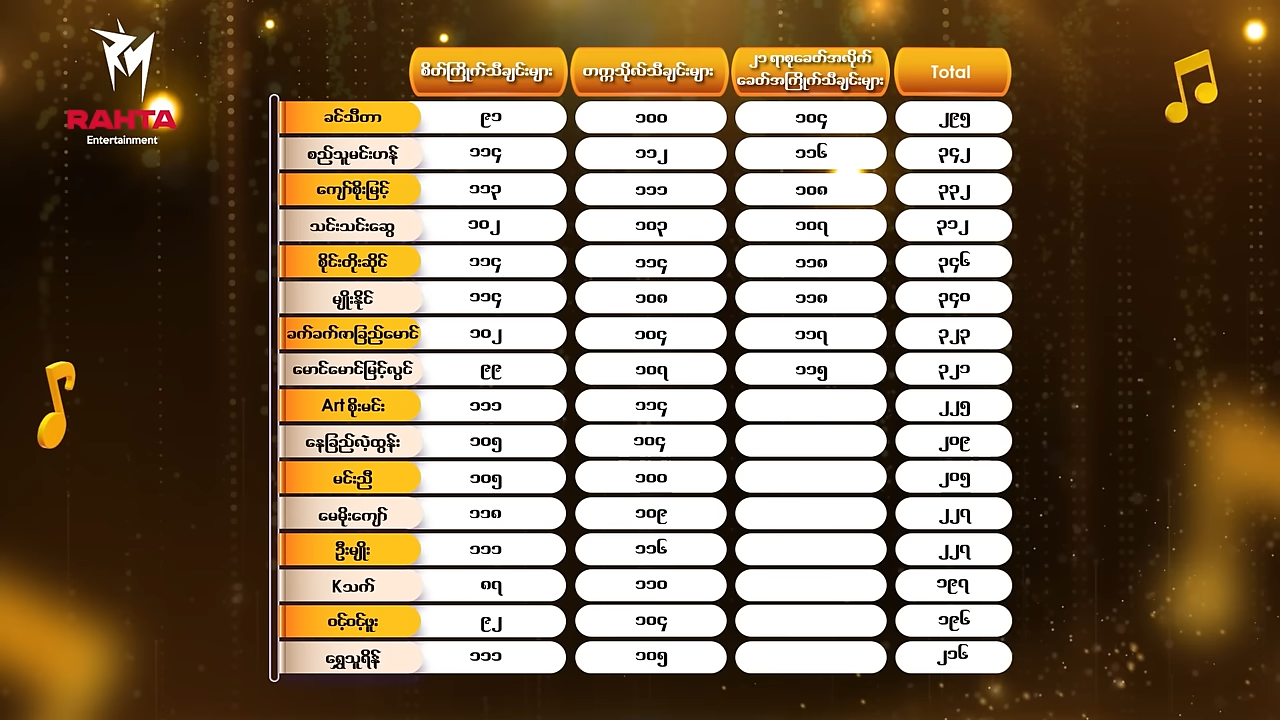 RAHTA
Entertainment
စိတ်ကြိုက်သီချင်းများ တက္ကသိုလ်သီချင်းများ ၂၁ ရာစုခေတ်အလိုက် ခေတ်အကြိုက်သီချင်းများ Total
ခင်သီတာ ၉၁ ၁၀၀ ၁၀၄ ၂၉၅
စည်သူမင်းဟန် ၁၁၄ ၁၁၂ ၁၁၆ ၃၄၂
ကျော်စိုးမြင့် ၁၁၃ ၁၁၁ ၁၀၈ ၃၃၂
သင်းသင်းဆွေ ၁၀၂ ၁၀၃ ၁၀၇ ၃၁၂
စိုင်းတိုးဆိုင် ၁၁၄ ၁၁၄ ၁၁၈ ၃၄၆
မျိုးနိုင် ၁၁၄ ၁၀၈ ၁၁၈ ၃၄၀
ခက်ခက်ဇာခြည်မောင် ၁၀၂ ၁၀၄ ၁၁၇ ၃၂၃
မောင်မောင်မြင့်လွင် ၉၉ ၁၀၇ ၁၁၅ ၃၂၁
Art စိုးမင်း ၁၁၁ ၁၁၄ ၂၂၅
နေခြည်လဲ့ထွန်း ၁၀၅ ၁၀၄ ၂၀၉
မင်းညီ ၁၀၅ ၁၀၀ ၂၀၅
မေမိုးကျော် ၁၁၈ ၁၀၉ ၂၂၇
ဦးမျိုး ၁၁၁ ၁၁၆ ၂၂၇
Kသက် ၈၇ ၁၁၀ ၁၉၇
ဝင့်ဝင့်ဖူး ၉၂ ၁၀၄ ၁၉၆
ရွှေသူရိန် ၁၁၁ ၁၀၅ ၂၁၆